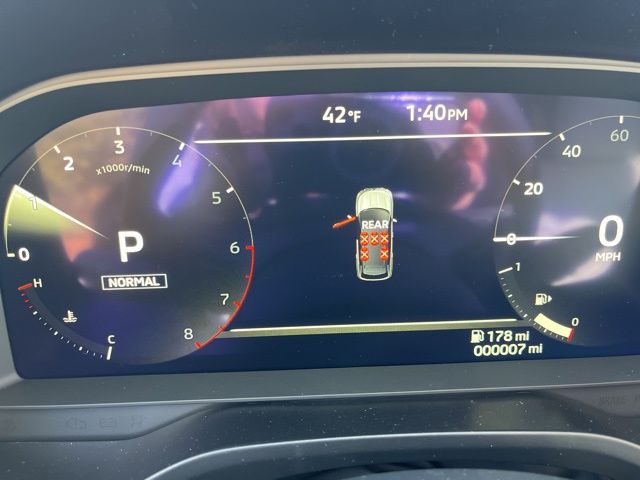 42°F 1:40PM
3
2 4
x1000r/min
1 5
0 P 6
NORMAL
H 7
C 8
REAR
60
40
20
0 0
MPH
1
0
178 mi
000007 mi